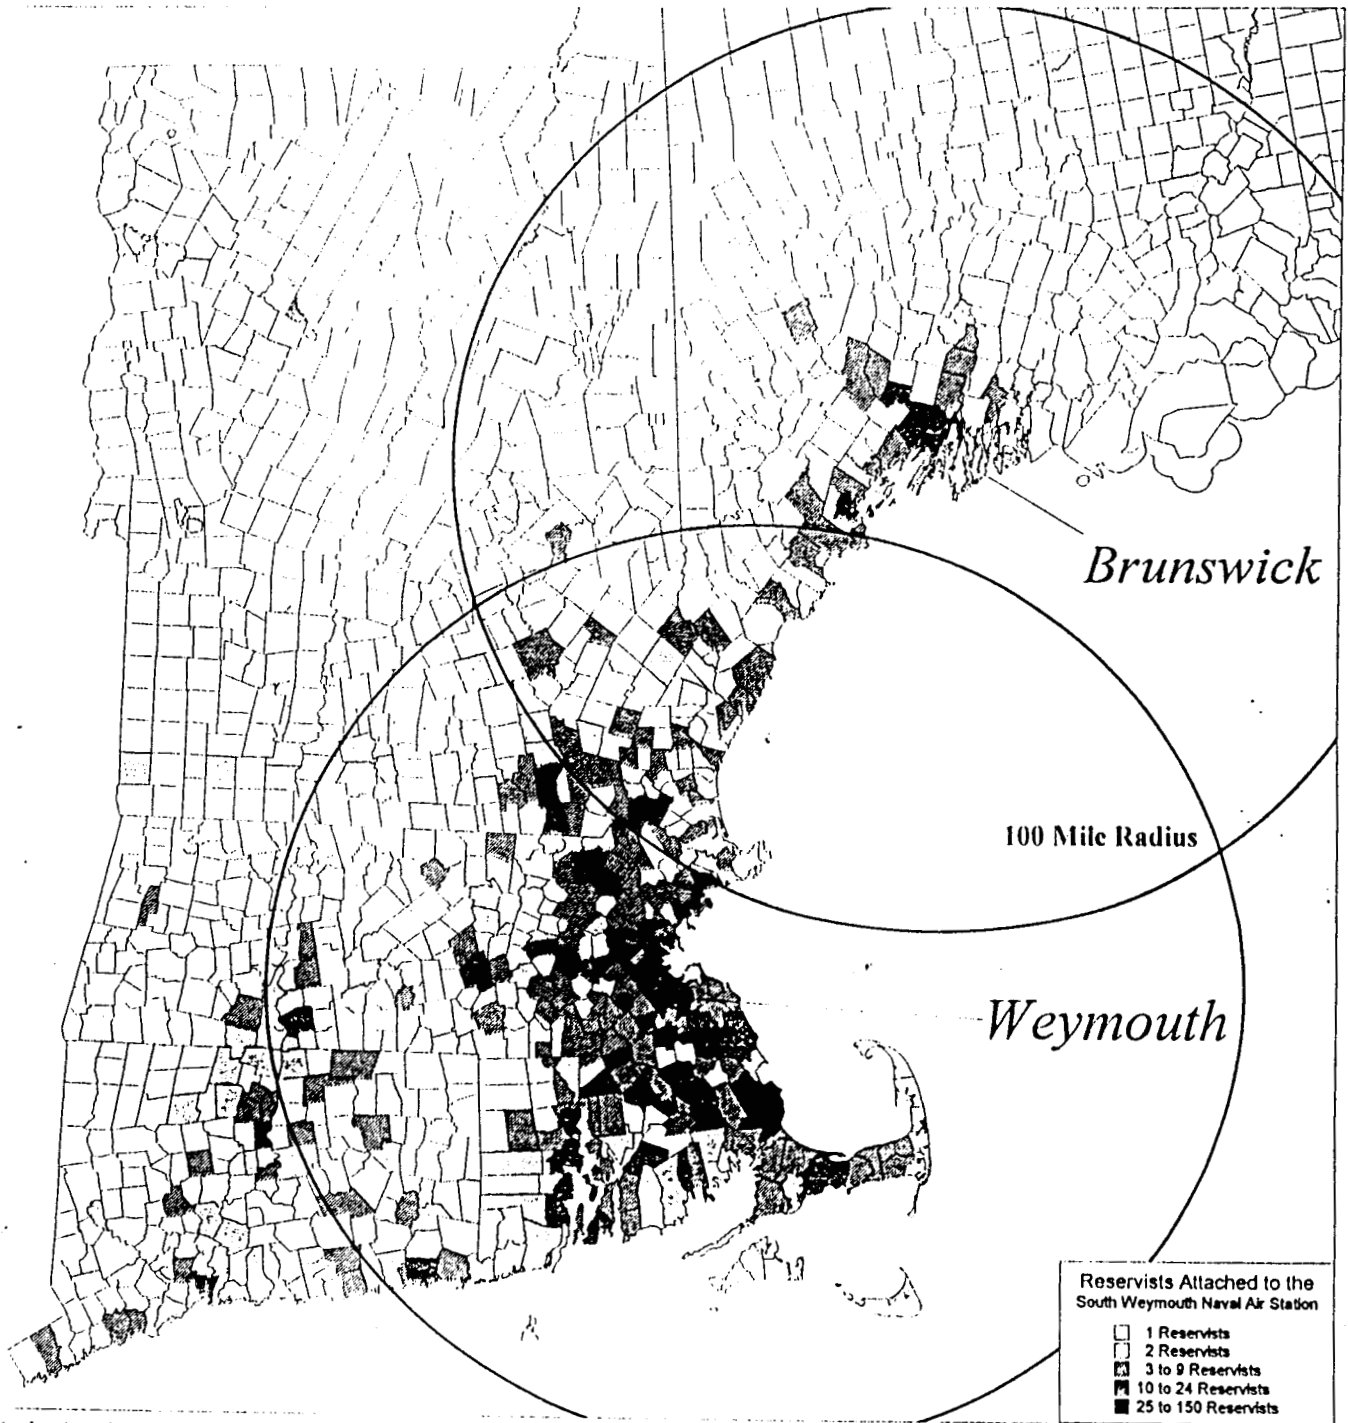 Brunswick
100 Mile Radius
Weymouth
Reservists Attached to the
South Weymouth Naval Air Station
1 Reservists
2 Reservists
3 to 9 Reservists
10 to 24 Reservists
25 to 150 Reservists